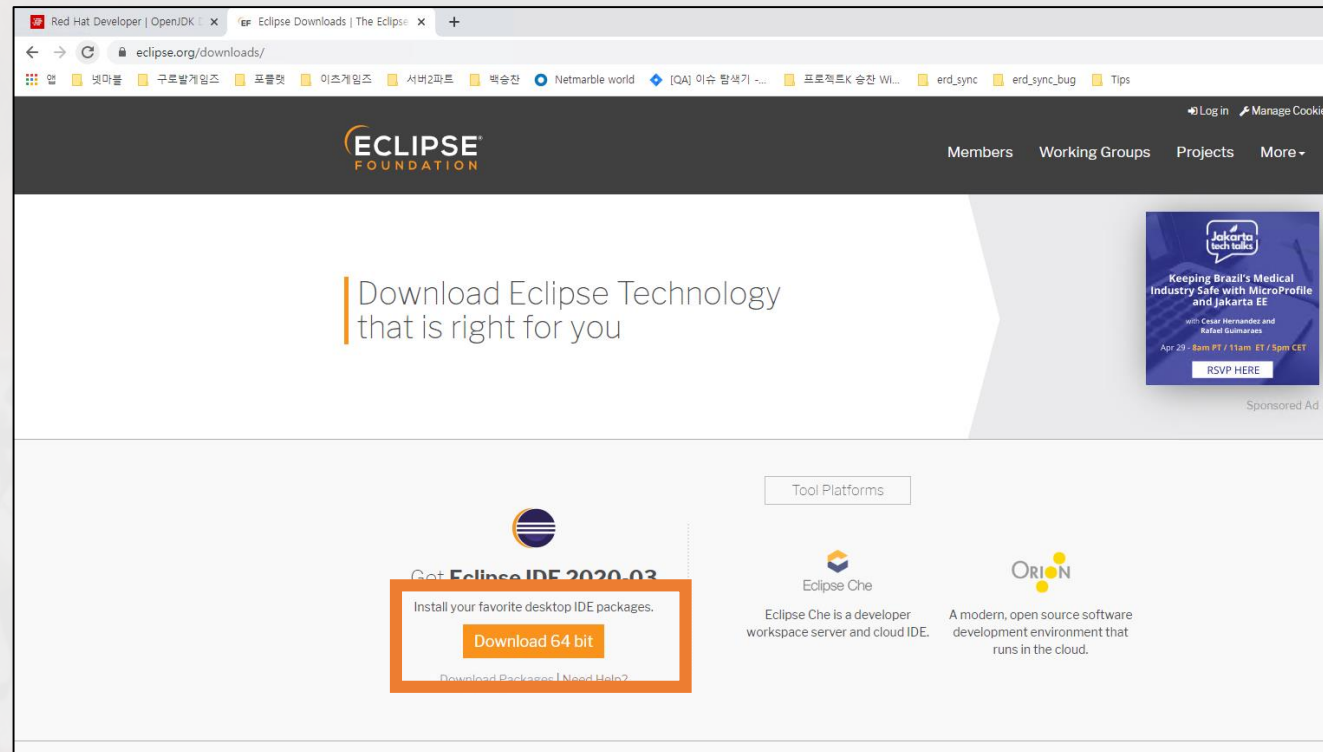 Red Hat Developer | OpenJDK D
Eclipse Downloads | The Eclipse
eclipse.org/downloads/
앱 넷마블 구로발게임즈 포플랫 이츠게임즈 서버2파트 백승찬 Netmarble world [QA] 이슈 탐색기 -... 프로젝트K 승찬 Wi... erd_sync erd_sync_bug Tips
Log in Manage Cookie
ECLIPSE
FOUNDATION
Members Working Groups Projects More
Jakarta
tech talks
Keeping Brazil's Medical
Industry Safe with MicroProfile
and Jakarta EE
with Cesar Hernandez and
Rafael Guimaraes
Apr 29 - 8am PT / 11am ET / 5pm CET
RSVP HERE
Sponsored Ad
Download Eclipse Technology
that is right for you
Tool Platforms
Get Eclipse IDE 2020-03
Install your favorite desktop IDE packages.
Download 64 bit
Download Packages | Need Help?
Eclipse Che
Eclipse Che is a developer
workspace server and cloud IDE.
ORION
A modern, open source software
development environment that
runs in the cloud.